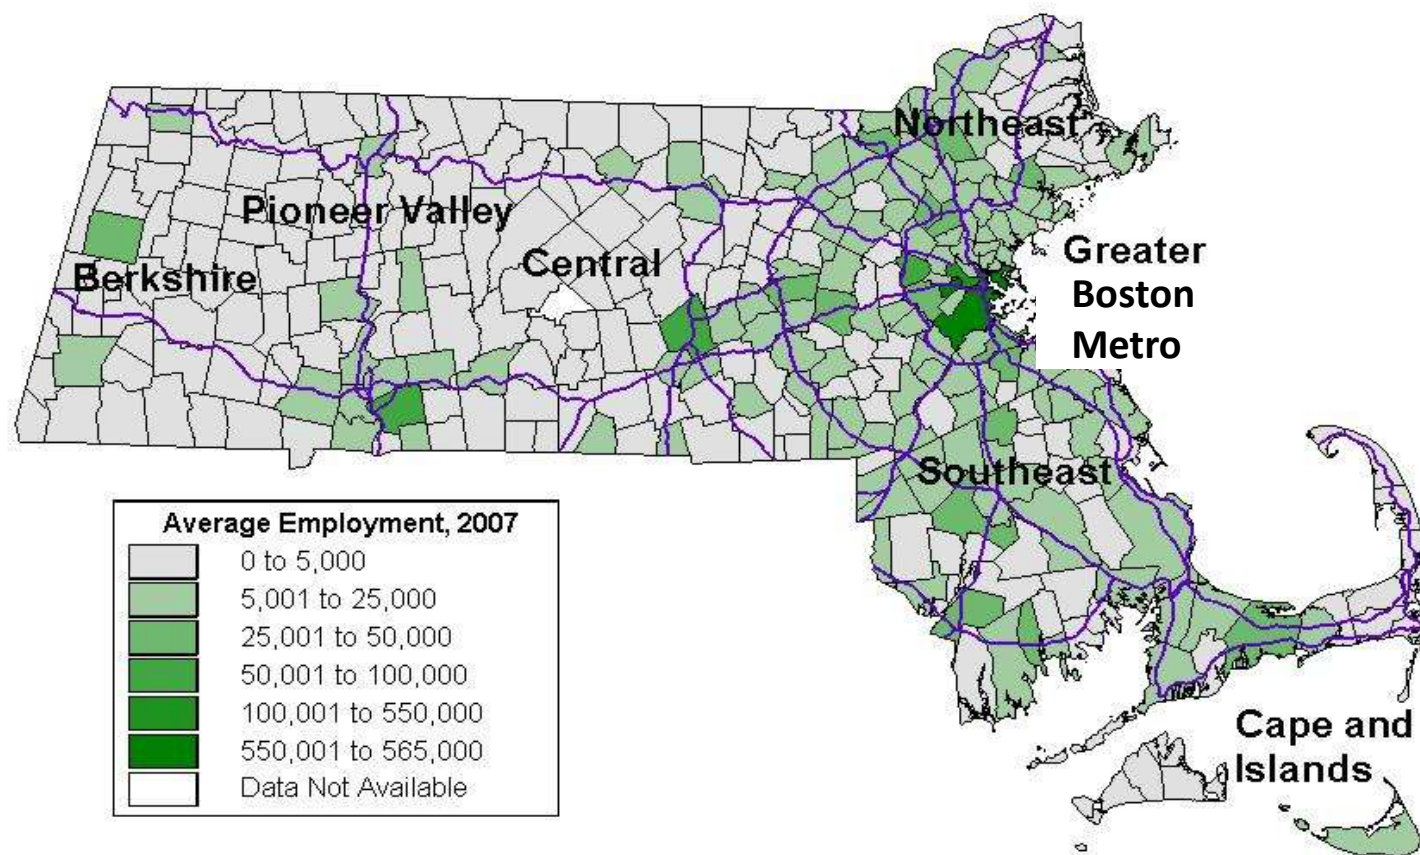 Northeast
Pioneer Valley
Central
Berkshire
Greater
Boston
Metro
Southeast
Cape and
Islands
Average Employment, 2007
0 to 5,000
5,001 to 25,000
25,001 to 50,000
50,001 to 100,000
100,001 to 550,000
550,001 to 565,000
Data Not Available